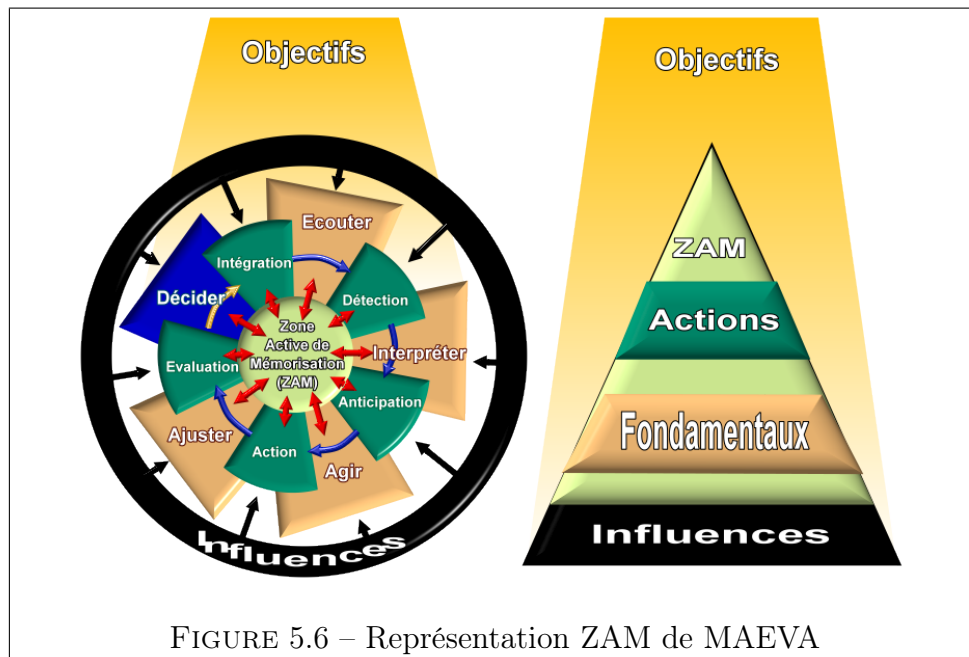 Objectifs
Ecouter
Intégration
Détection
Décider
Zone
Active de
Mémorisation
(ZAM)
Interpréter
Evaluation
Anticipation
Ajuster
Action
Agir
Influences
Objectifs
ZAM
Actions
Fondamentaux
Influences
FIGURE 5.6 – Représentation ZAM de MAEVA